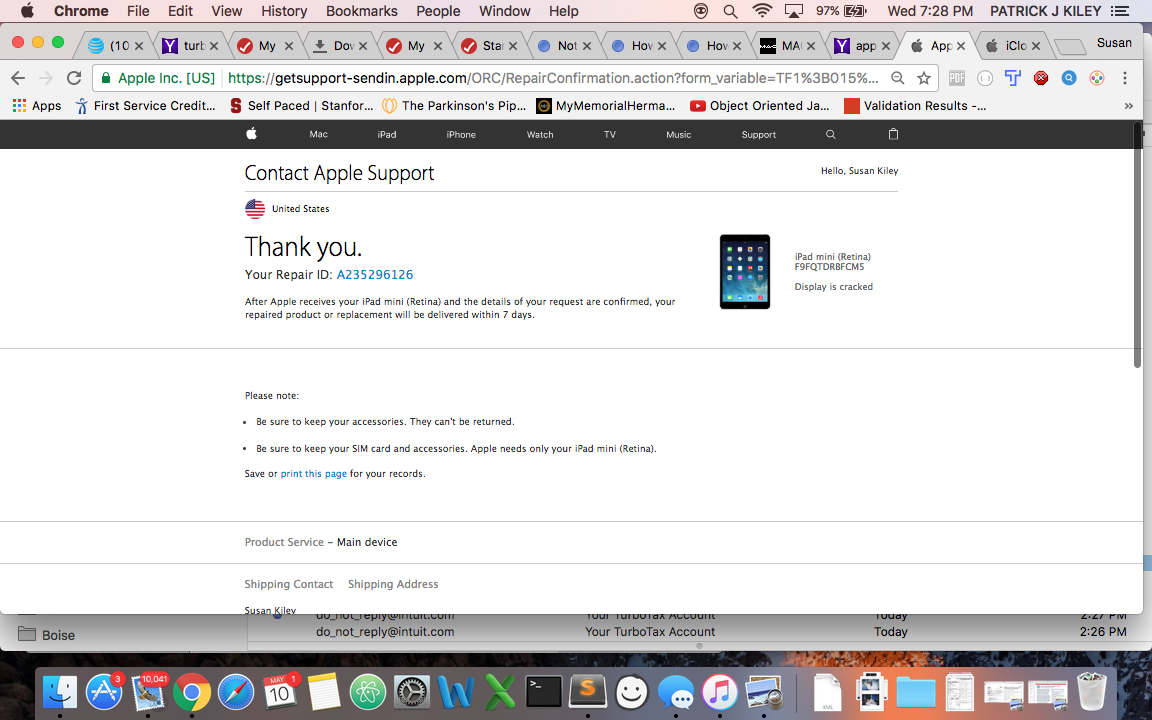 Chrome File Edit View History Bookmarks People Window Help 97% Wed 7:28 PM PATRICK J KILEY
(10 turb My Dov My Star Not How How MA app App iClo Susan
Apple Inc. [US] https://getsupport-sendin.apple.com/ORC/RepairConfirmation.action?form_variable=TF1%3B015%...
Apps First Service Credit... Self Paced | Stanfor... The Parkinson's Pip... MyMemorialHerma... Object Oriented Ja... Validation Results -... »
Mac iPad iPhone Watch TV Music Support
Contact Apple Support Hello, Susan Kiley
United States
Thank you.
Your Repair ID: A235296126
After Apple receives your iPad mini (Retina) and the details of your request are confirmed, your
repaired product or replacement will be delivered within 7 days.
iPad mini (Retina)
F9FQTDRBFCM5
Display is cracked
Please note:
• Be sure to keep your accessories. They can't be returned.
• Be sure to keep your SIM card and accessories. Apple needs only your iPad mini (Retina).
Save or print this page for your records.
Product Service – Main device
Shipping Contact Shipping Address
Susan Kiley
do_not_reply@intuit.com Your TurboTax Account Today 2:27 PM
Boise do_not_reply@intuit.com Your TurboTax Account Today 2:26 PM
3 10,041 MAY 10 1 XML